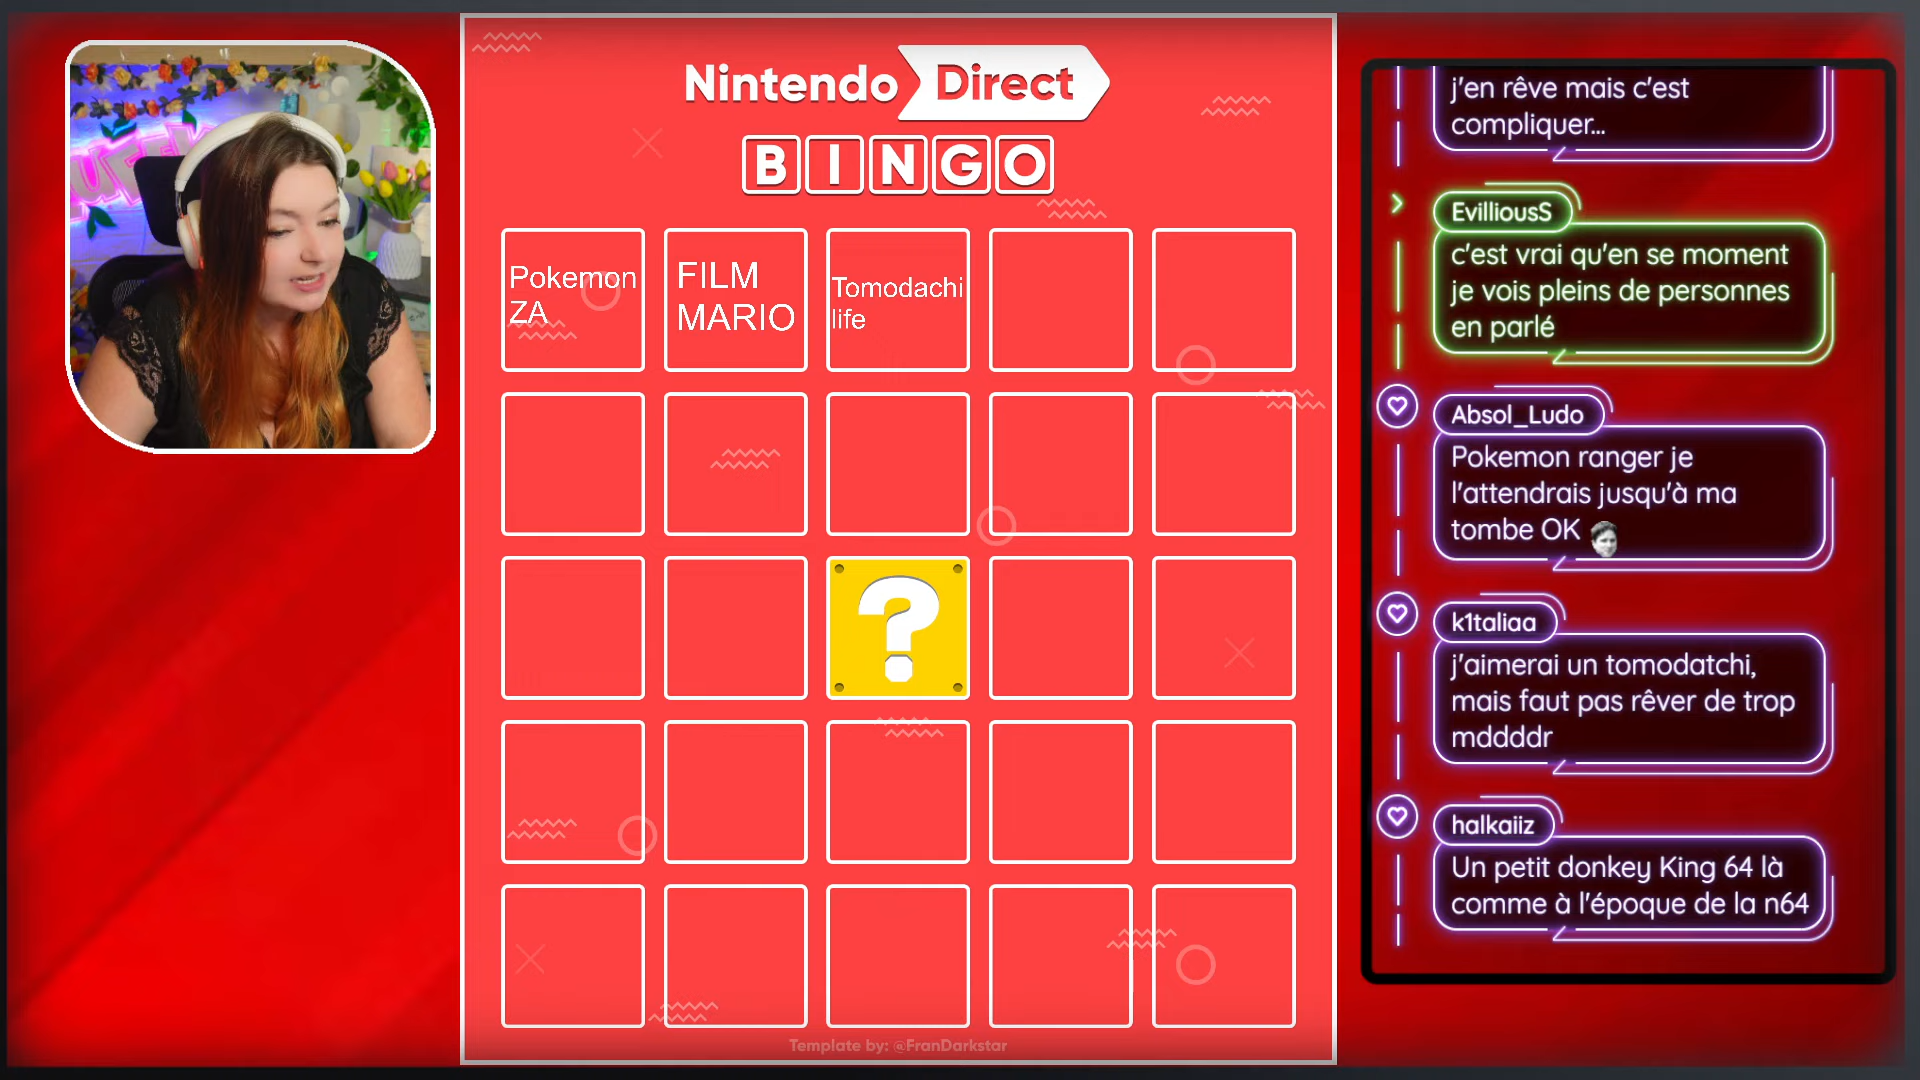 Nintendo Direct
BINGO
Pokemon
ZA
FILM
MARIO
Tomodachi
life
?
Template by: @FranDarkstar
j'en rêve mais c'est
compliquer...
EvilliousS
c'est vrai qu'en se moment
je vois pleins de personnes
en parlé
Absol_Ludo
Pokemon ranger je
l'attendrais jusqu'à ma
tombe OK
k1taliaa
j'aimerai un tomodatchi,
mais faut pas rêver de trop
mddddr
halkaiiz
Un petit donkey King 64 là
comme à l'époque de la n64